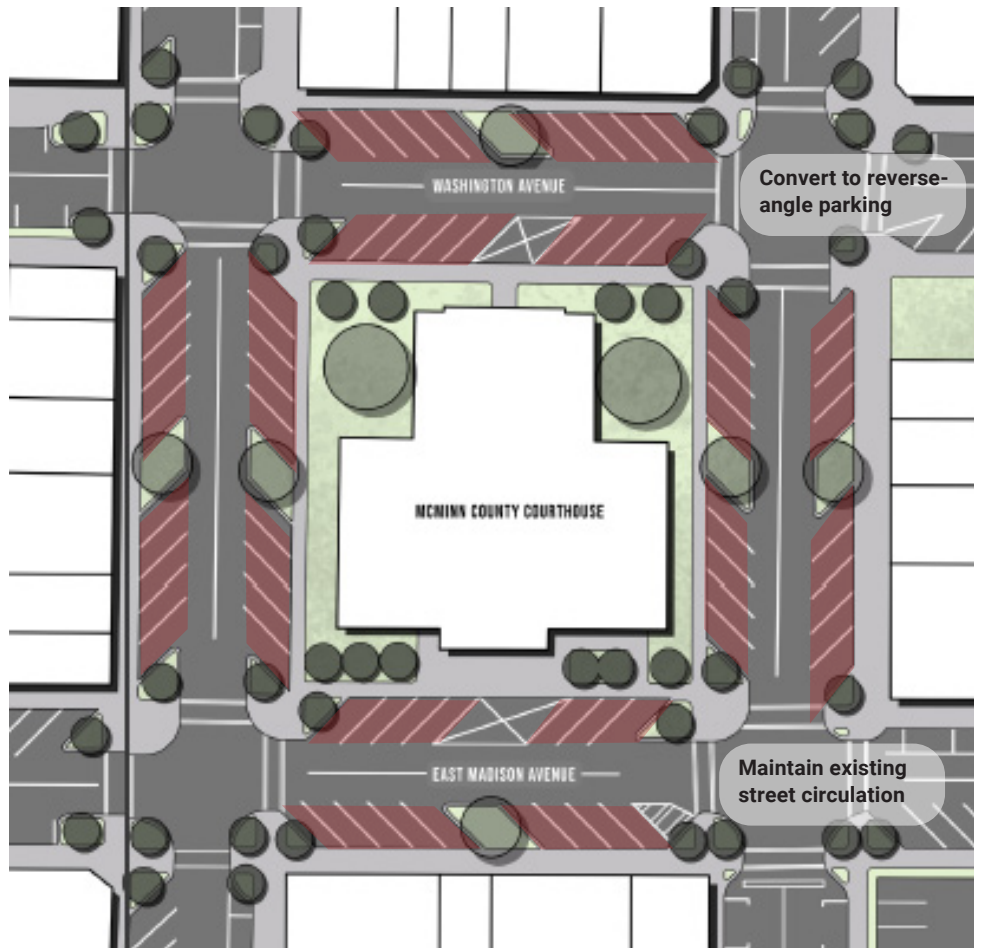 WASHINGTON AVENUE
Convert to reverse-
angle parking
MCMINN COUNTY COURTHOUSE
EAST MADISON AVENUE
Maintain existing
street circulation